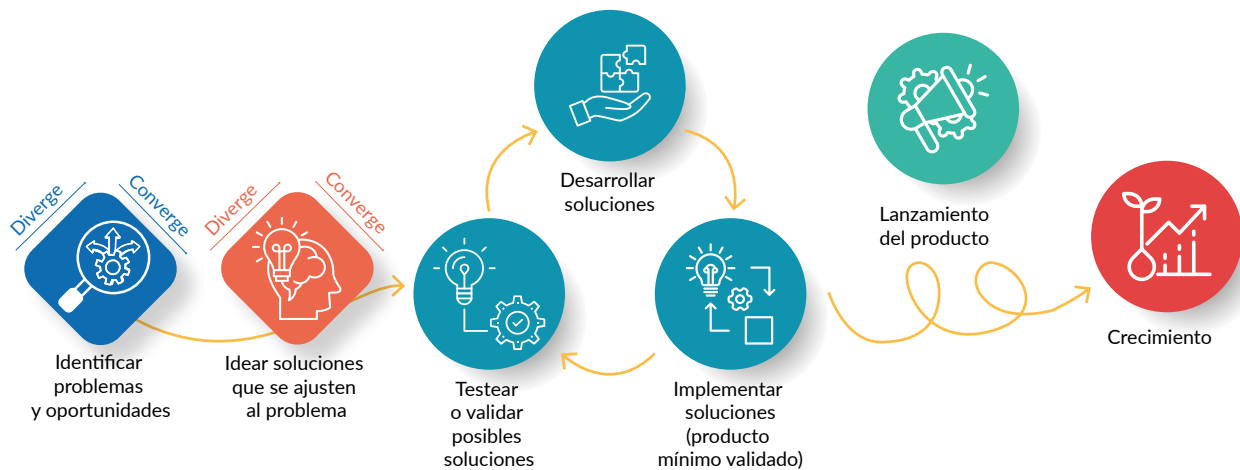 Diverge
Converge
Identificar
problemas
y oportunidades
Diverge
Converge
Idear soluciones
que se ajusten
al problema
Testear
o validar
posibles
soluciones
Desarrollar
soluciones
Implementar
soluciones
(producto
mínimo validado)
Lanzamiento
del producto
Crecimiento